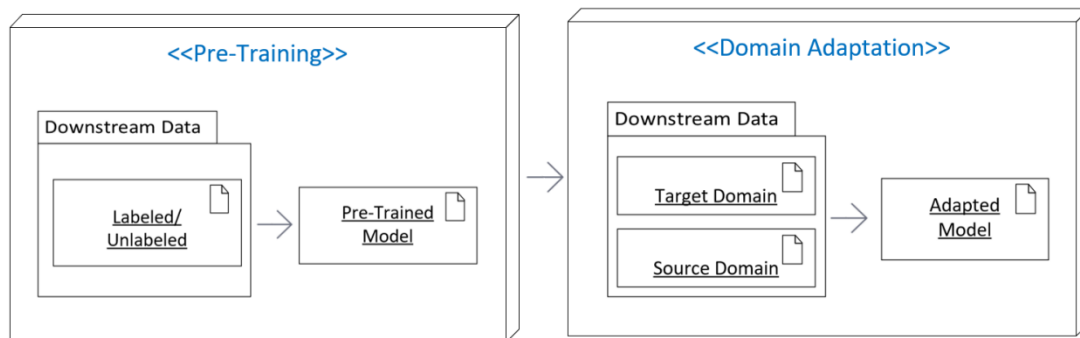 <<Pre-Training>>
Downstream Data
Labeled/
Unlabeled
Pre-Trained
Model
<<Domain Adaptation>>
Downstream Data
Target Domain
Source Domain
Adapted
Model